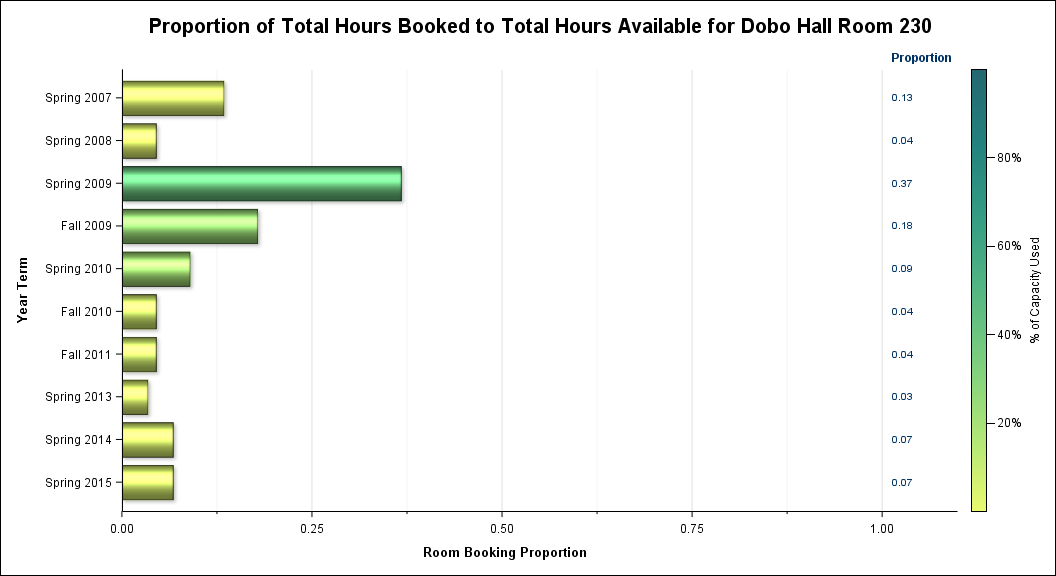 Proportion of Total Hours Booked to Total Hours Available for Dobo Hall Room 230
Proportion
Spring 2007 0.13
Spring 2008 0.04
Spring 2009 0.37
Fall 2009 0.18
Spring 2010 0.09
Fall 2010 0.04
Fall 2011 0.04
Spring 2013 0.03
Spring 2014 0.07
Spring 2015 0.07
Year Term
0.00 0.25 0.50 0.75 1.00
Room Booking Proportion
80%
60%
40%
20%
% of Capacity Used